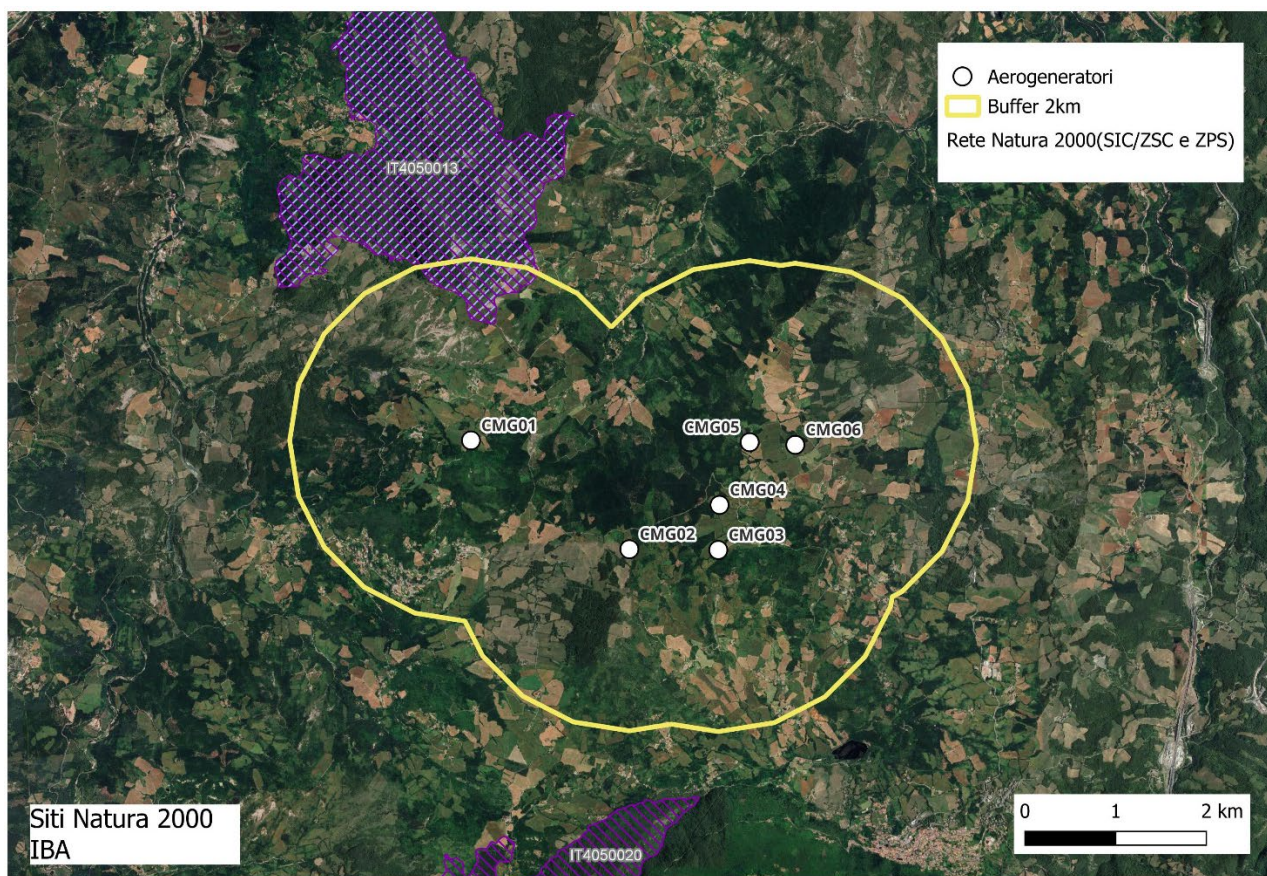 Aerogeneratori
Buffer 2km
Rete Natura 2000(SIC/ZSC e ZPS)
IT4050013
CMG01
CMG05
CMG06
CMG04
CMG02
CMG03
Siti Natura 2000
IBA
IT4050020
0 1 2 km